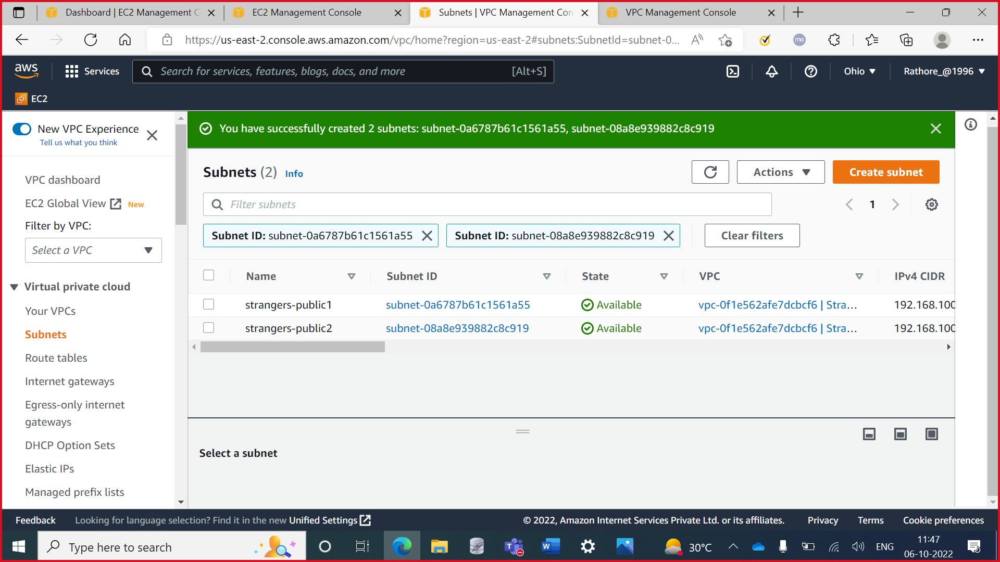 Dashboard | EC2 Management C
EC2 Management Console
Subnets | VPC Management Con
VPC Management Console
https://us-east-2.console.aws.amazon.com/vpc/home?region=us-east-2#subnets:SubnetId=subnet-0...
me
aws
Services
Search for services, features, blogs, docs, and more
[Alt+S]
Ohio
Rathore_@1996
EC2
New VPC Experience
Tell us what you think
You have successfully created 2 subnets: subnet-0a6787b61c1561a55, subnet-08a8e939882c8c919
VPC dashboard
EC2 Global View New
Filter by VPC:
Select a VPC
Virtual private cloud
Your VPCs
Subnets
Route tables
Internet gateways
Egress-only internet
gateways
DHCP Option Sets
Elastic IPs
Managed prefix lists
Subnets (2) Info
Actions
Create subnet
Filter subnets
1
Subnet ID: subnet-0a6787b61c1561a55
Subnet ID: subnet-08a8e939882c8c919
Clear filters
Name Subnet ID State VPC IPv4 CIDR
strangers-public1 subnet-0a6787b61c1561a55 Available vpc-0f1e562afe7dcbcf6 | Stra... 192.168.100
strangers-public2 subnet-08a8e939882c8c919 Available vpc-0f1e562afe7dcbcf6 | Stra... 192.168.100
Select a subnet
Feedback
Looking for language selection? Find it in the new Unified Settings
© 2022, Amazon Internet Services Private Ltd. or its affiliates.
Privacy
Terms
Cookie preferences
Type here to search
30°C
ENG
11:47
06-10-2022